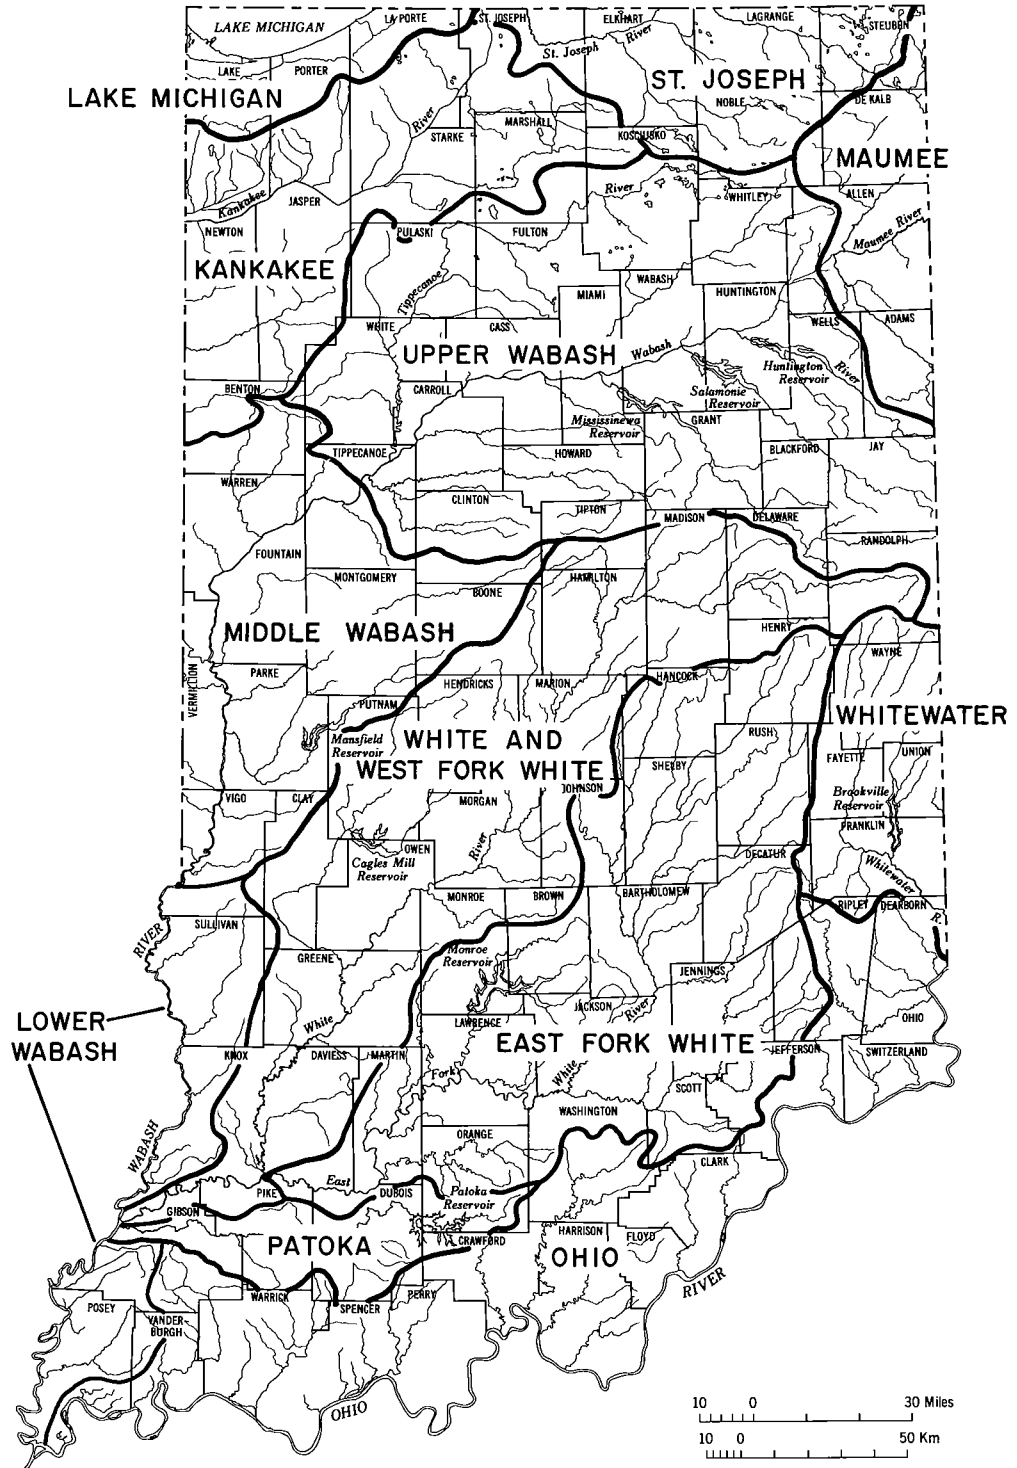 LAKE MICHIGAN
LA PORTE
ST. JOSEPH
ELKHART
LAGRANGE
STEUBEN
River
St. Joseph
LAKE
PORTER
ST. JOSEPH
LAKE MICHIGAN
NOBLE
DE KALB
River
MARSHALL
STARKE
KOSCIUSKO
MAUMEE
River
WHITLEY
ALLEN
Kankakee
JASPER
NEWTON
PULASKI
FULTON
Maumee River
KANKAKEE
Tippecanoe
WABASH
MIAMI
HUNTINGTON
WHITE
CASS
WELLS
ADAMS
UPPER WABASH
Wabash
Huntington
Reservoir
River
BENTON
CARROLL
Salamonie
Reservoir
Mississinewa
Reservoir
GRANT
TIPPECANOE
HOWARD
BLACKFORD
JAY
WARREN
CLINTON
TIPTON
MADISON
DELAWARE
RANDOLPH
FOUNTAIN
MONTGOMERY
HAMILTON
BOONE
MIDDLE WABASH
HENRY
WAYNE
PARKE
VERMILLION
HENDRICKS
MARION
HANCOCK
PUTNAM
WHITEWATER
Mansfield
Reservoir
WHITE AND
WEST FORK WHITE
RUSH
SHELBY
FAYETTE
UNION
VIGO
CLAY
MORGAN
JOHNSON
Brookville
Reservoir
FRANKLIN
OWEN
River
Cagles Mill
Reservoir
DECATUR
Whitewater
R.
MONROE
BROWN
BARTHOLOMEW
RIPLEY
DEARBORN
SULLIVAN
RIVER
GREENE
Monroe
Reservoir
JENNINGS
JACKSON
River
LOWER
WABASH
White
LAWRENCE
EAST FORK WHITE
OHIO
KNOX
DAVIESS
MARTIN
JEFFERSON
SWITZERLAND
Fork
White
SCOTT
WASHINGTON
WABASH
ORANGE
CLARK
East
PIKE
DUBOIS
Patoka
Reservoir
GIBSON
PATOKA
CRAWFORD
HARRISON
FLOYD
OHIO
RIVER
POSEY
WARRICK
SPENCER
PERRY
VANDER-
BURGH
OHIO
10 0 30 Miles
10 0 50 Km